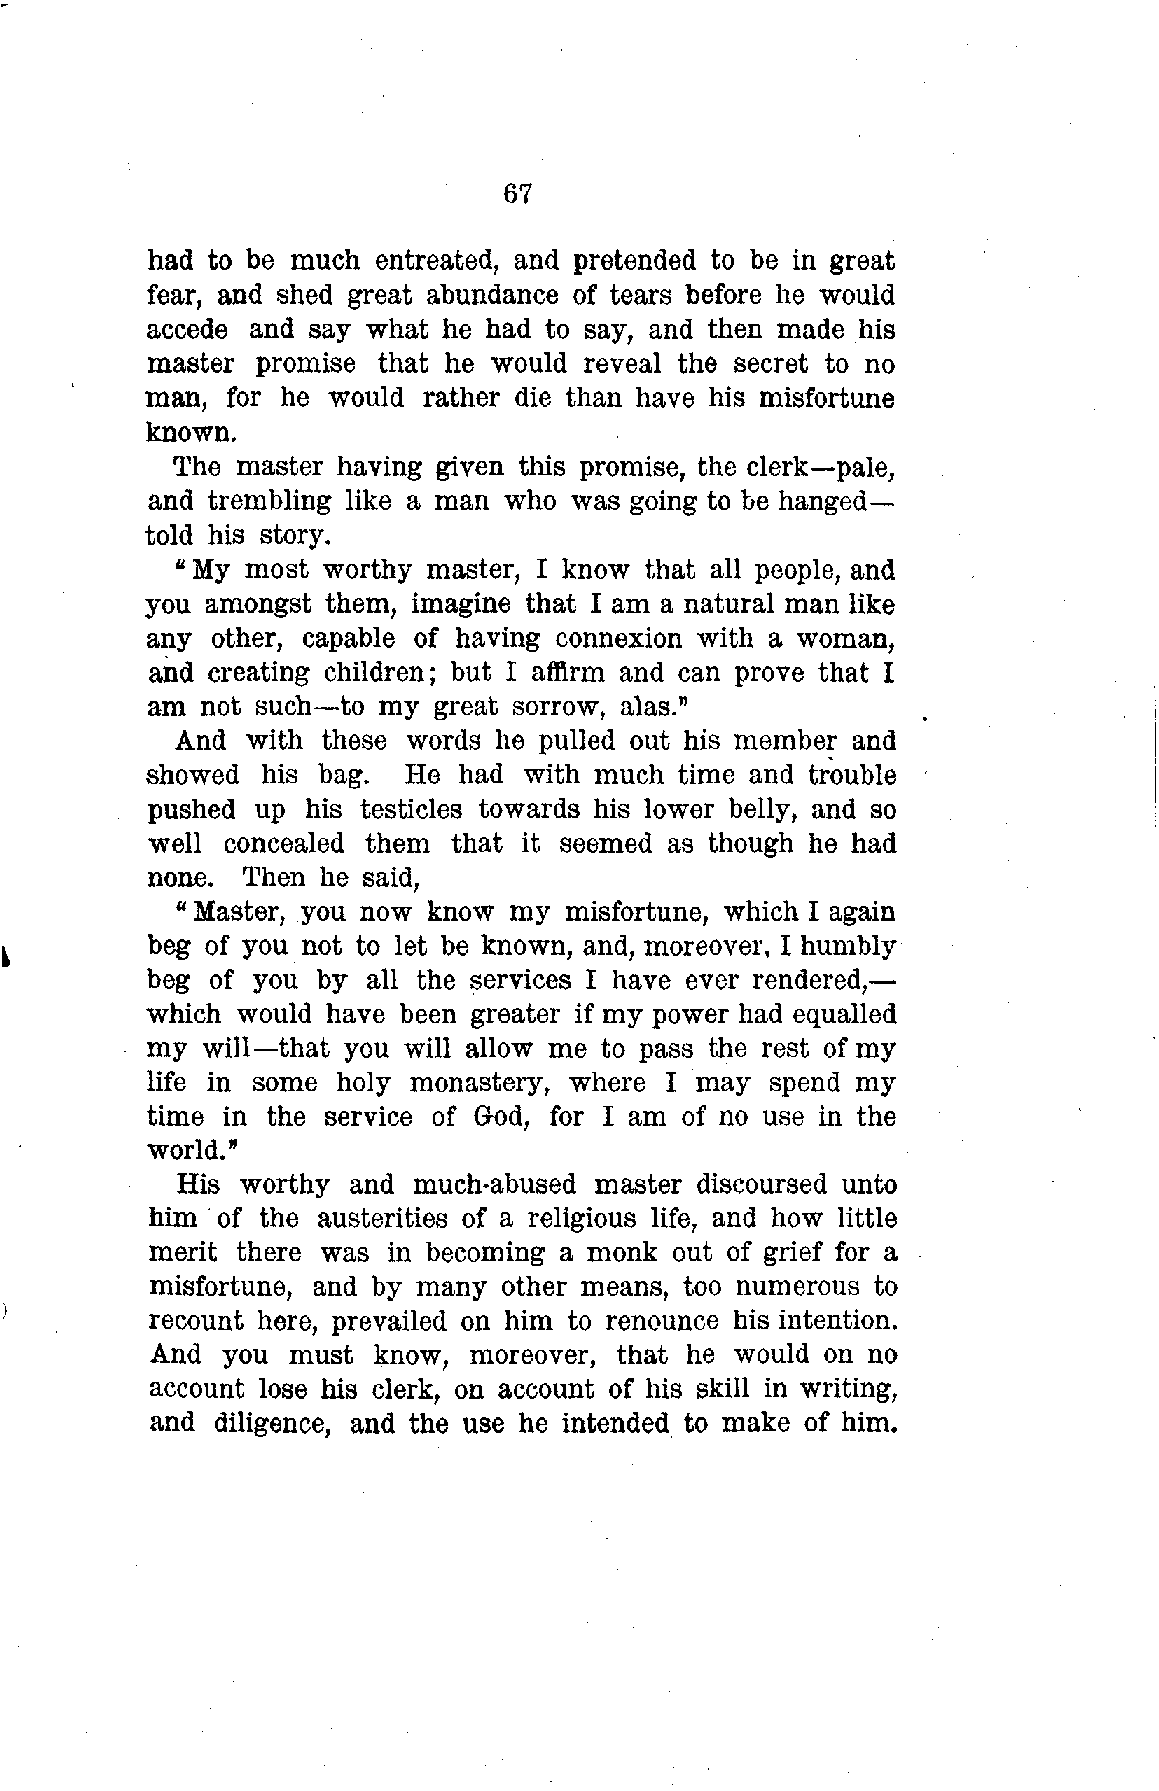 67
had to be much entreated, and pretended to be in great
fear, and shed great abundance of tears before he would
accede and say what he had to say, and then made his
master promise that he would reveal the secret to no
man, for he would rather die than have his misfortune
known.
The master having given this promise, the clerk—pale,
and trembling like a man who was going to be hanged—
told his story.
"My most worthy master, I know that all people, and
you amongst them, imagine that I am a natural man like
any other, capable of having connexion with a woman,
and creating children; but I affirm and can prove that I
am not such—to my great sorrow, alas."
And with these words he pulled out his member and
showed his bag. He had with much time and trouble
pushed up his testicles towards his lower belly, and so
well concealed them that it seemed as though he had
none. Then he said,
"Master, you now know my misfortune, which I again
beg of you not to let be known, and, moreover, I humbly
beg of you by all the services I have ever rendered,—
which would have been greater if my power had equalled
my will—that you will allow me to pass the rest of my
life in some holy monastery, where I may spend my
time in the service of God, for I am of no use in the
world."
His worthy and much-abused master discoursed unto
him of the austerities of a religious life, and how little
merit there was in becoming a monk out of grief for a
misfortune, and by many other means, too numerous to
recount here, prevailed on him to renounce his intention.
And you must know, moreover, that he would on no
account lose his clerk, on account of his skill in writing,
and diligence, and the use he intended to make of him.